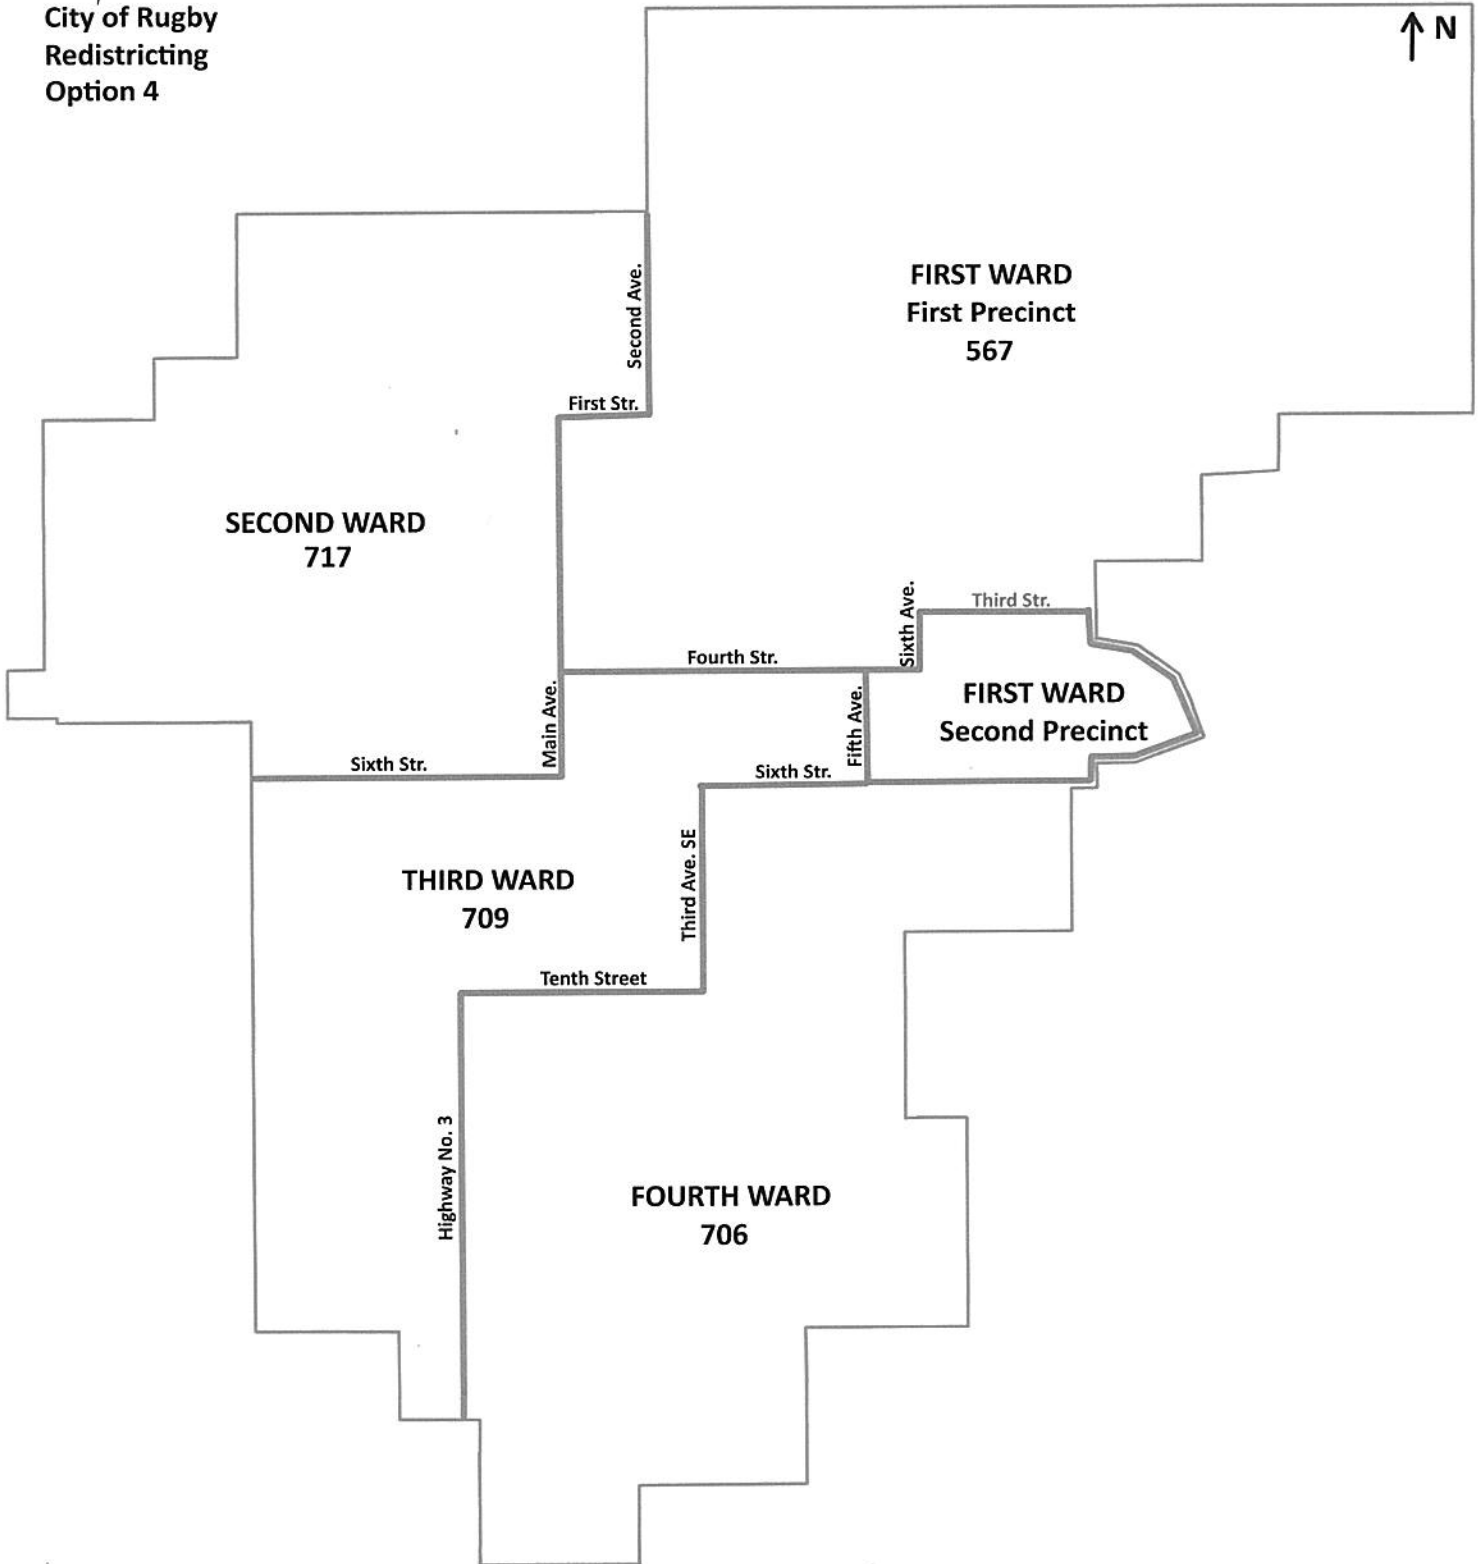 City of Rugby
Redistricting
Option 4
N
FIRST WARD
First Precinct
567
Second Ave.
First Str.
SECOND WARD
717
Sixth Ave.
Third Str.
Fourth Str.
FIRST WARD
Second Precinct
Main Ave.
Fifth Ave.
Sixth Str.
Sixth Str.
THIRD WARD
709
Third Ave. SE
Tenth Street
Highway No. 3
FOURTH WARD
706